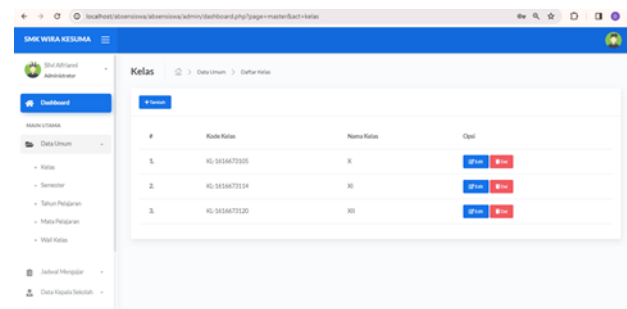 localhost/absensiswa/absensiswa/admin/dashboard.php?page=master&act=kelas
SMK WIRA KESUMA
Silvi Alfriani
Administrator
Kelas > Data Umum > Daftar Kelas
Dashboard
+ Tambah
MAIN UTAMA
Data Umum
# Kode Kelas Nama Kelas Opsi
Kelas
1. KL-1616673105 X Edit Del
Semester
2. KL-1616673114 XI Edit Del
Tahun Pelajaran
3. KL-1616673120 XII Edit Del
Mata Pelajaran
Wali Kelas
Jadwal Mengajar
Data Kepala Sekolah